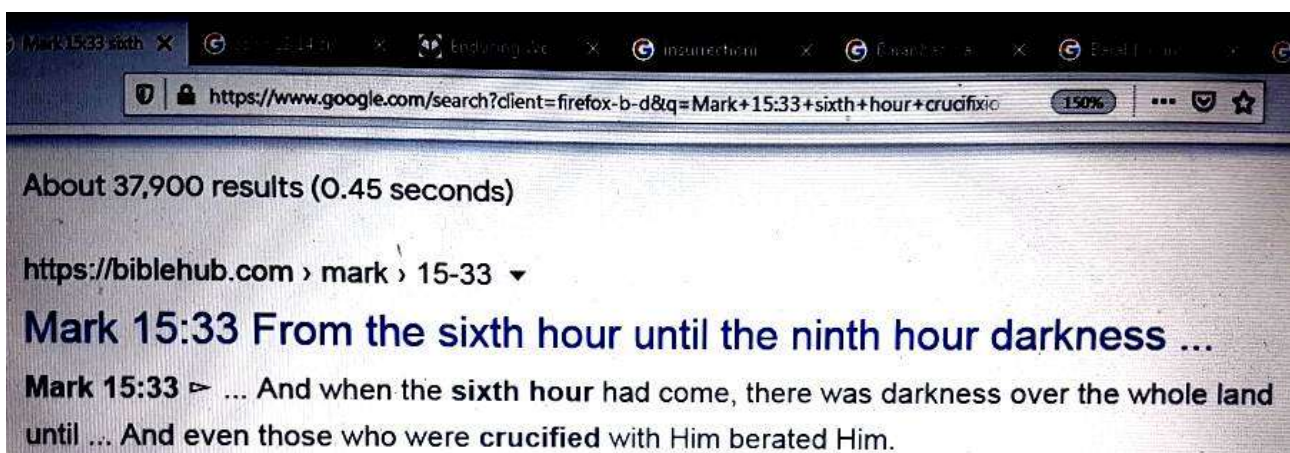 Mark 15:33 sixth
Enduring
https://www.google.com/search?client=firefox-b-d&q=Mark+15:33+sixth+hour+crucifixio 150%
About 37,900 results (0.45 seconds)
https://biblehub.com › mark › 15-33
Mark 15:33 From the sixth hour until the ninth hour darkness ...
Mark 15:33 ▻ ... And when the sixth hour had come, there was darkness over the whole land
until ... And even those who were crucified with Him berated Him.